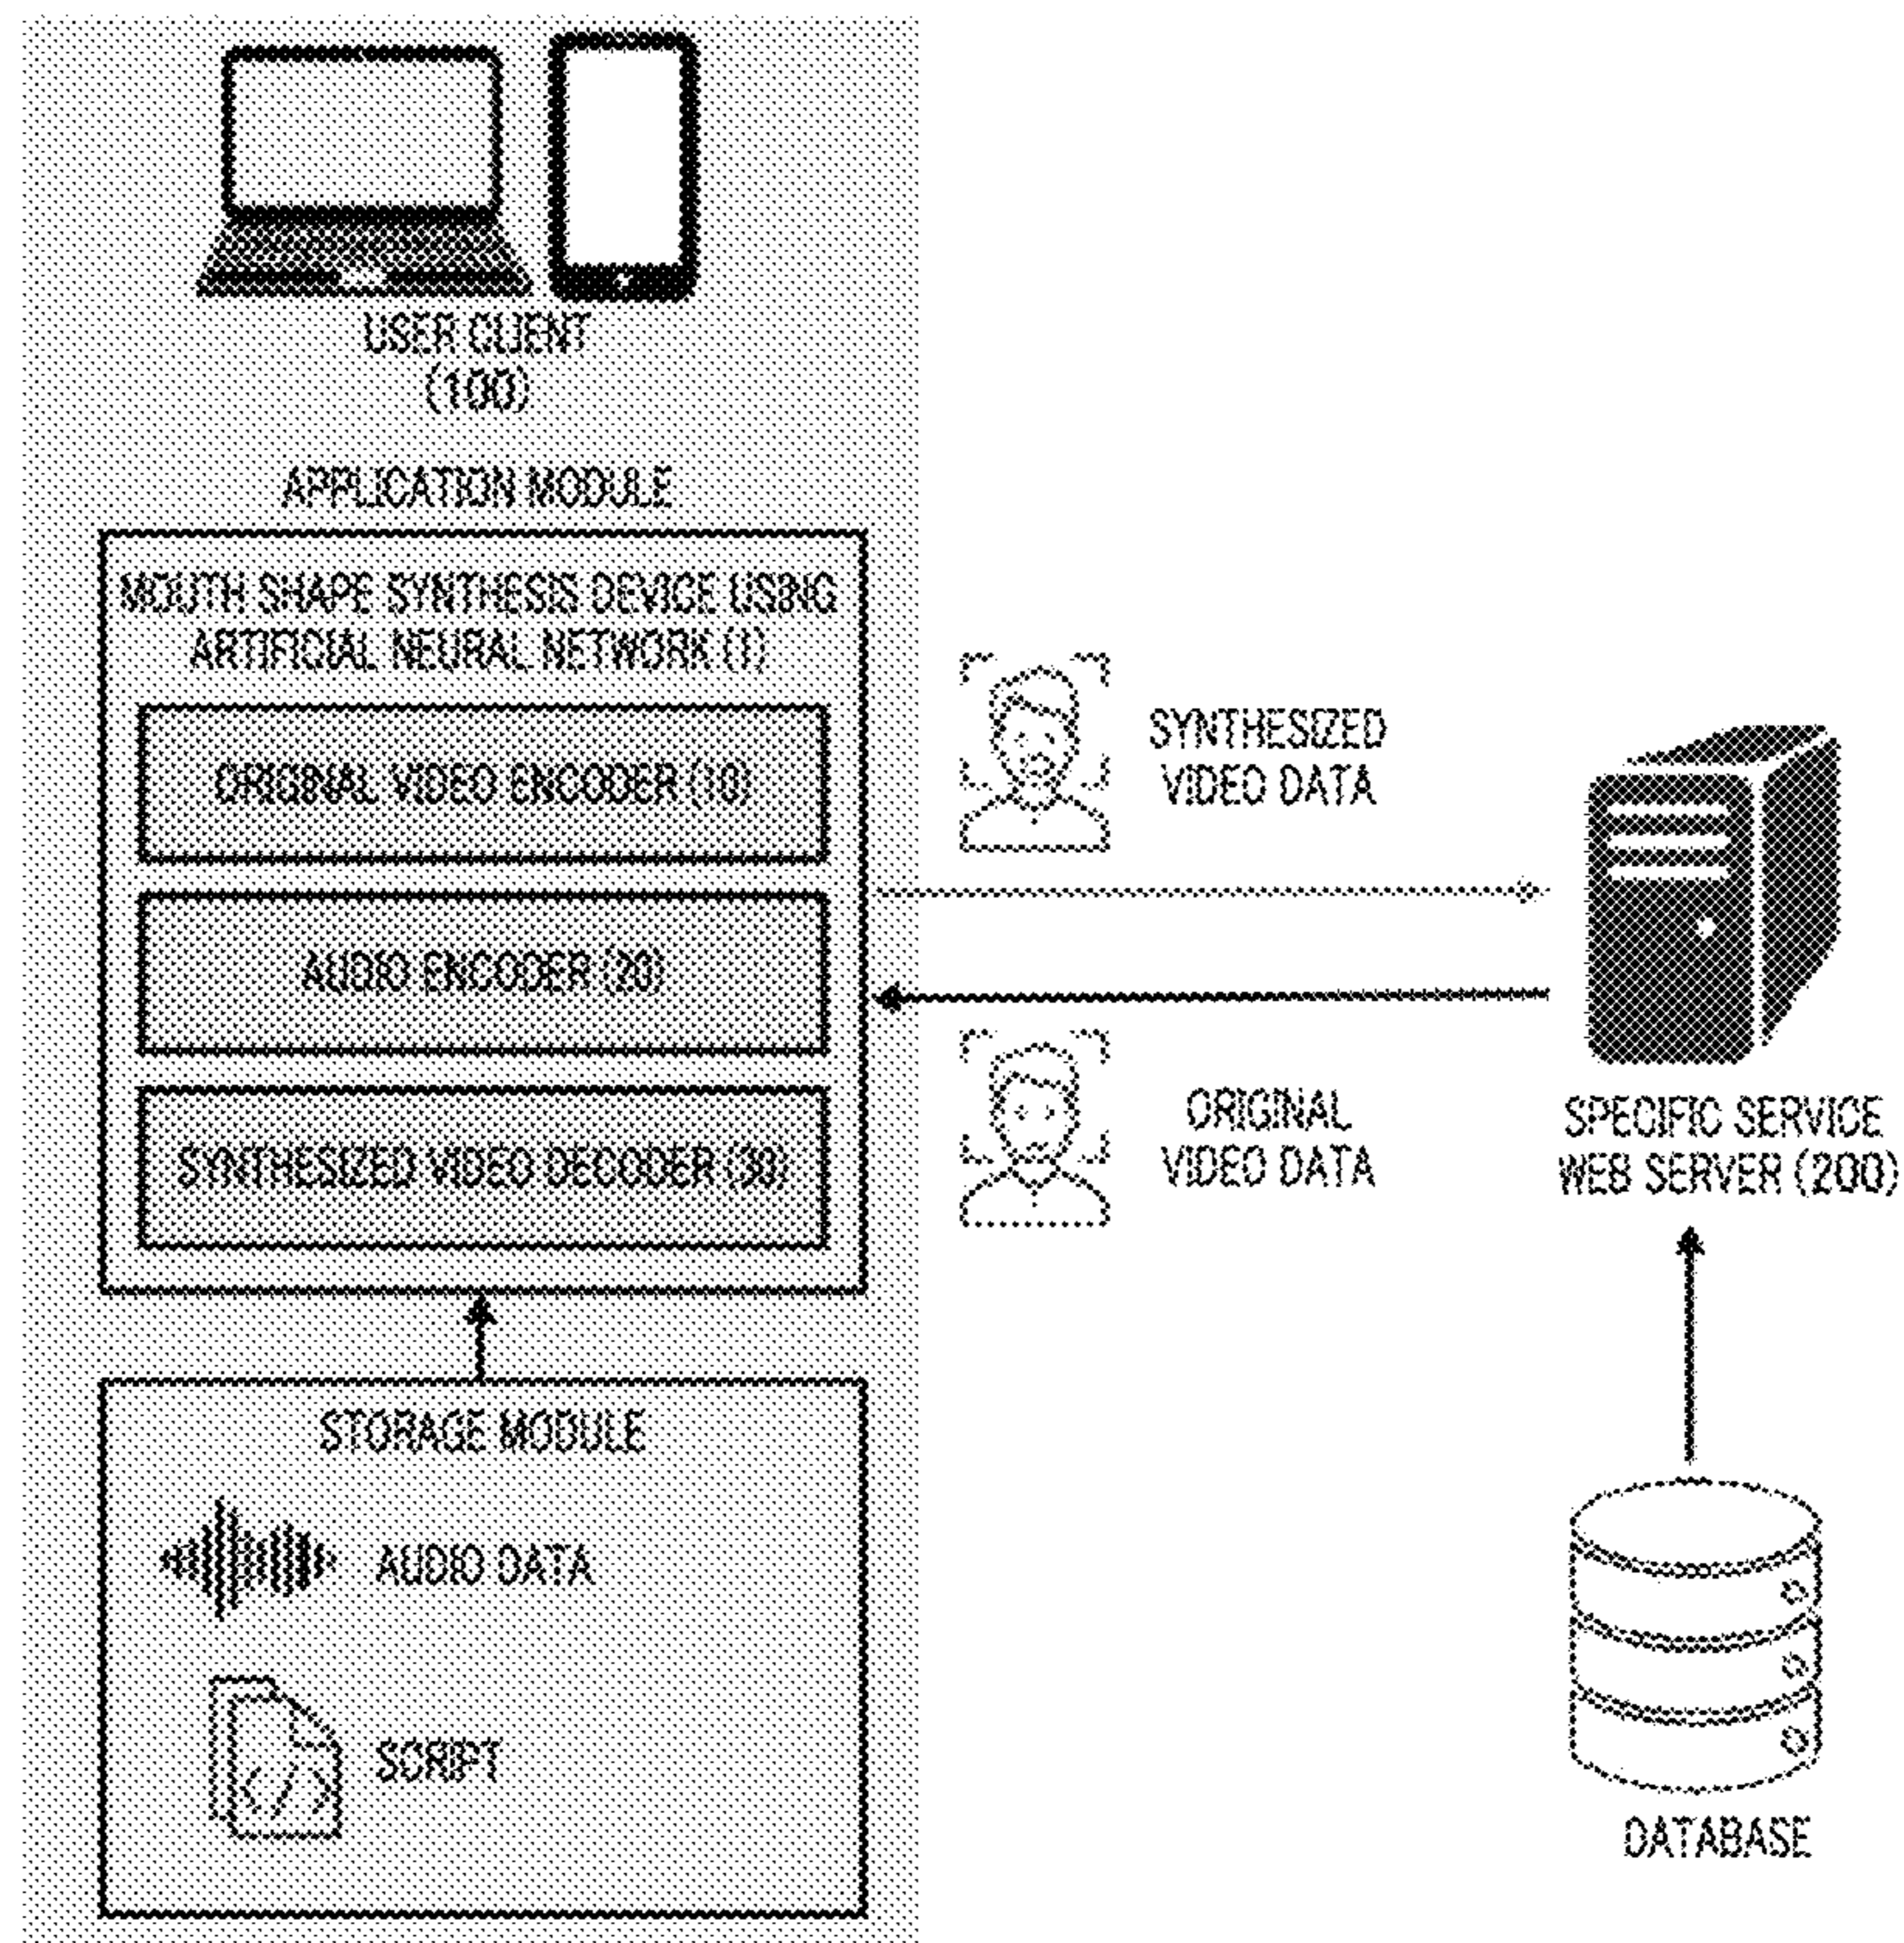 USER CLIENT
(100)
APPLICATION MODULE
MOUTH SHAPE SYNTHESIS DEVICE USING
ARTIFICIAL NEURAL NETWORK (1)
ORIGINAL VIDEO ENCODER (10)
AUDIO ENCODER (20)
SYNTHESIZED VIDEO DECODER (30)
STORAGE MODULE
AUDIO DATA
SCRIPT
SYNTHESIZED
VIDEO DATA
ORIGINAL
VIDEO DATA
SPECIFIC SERVICE
WEB SERVER (200)
DATABASE